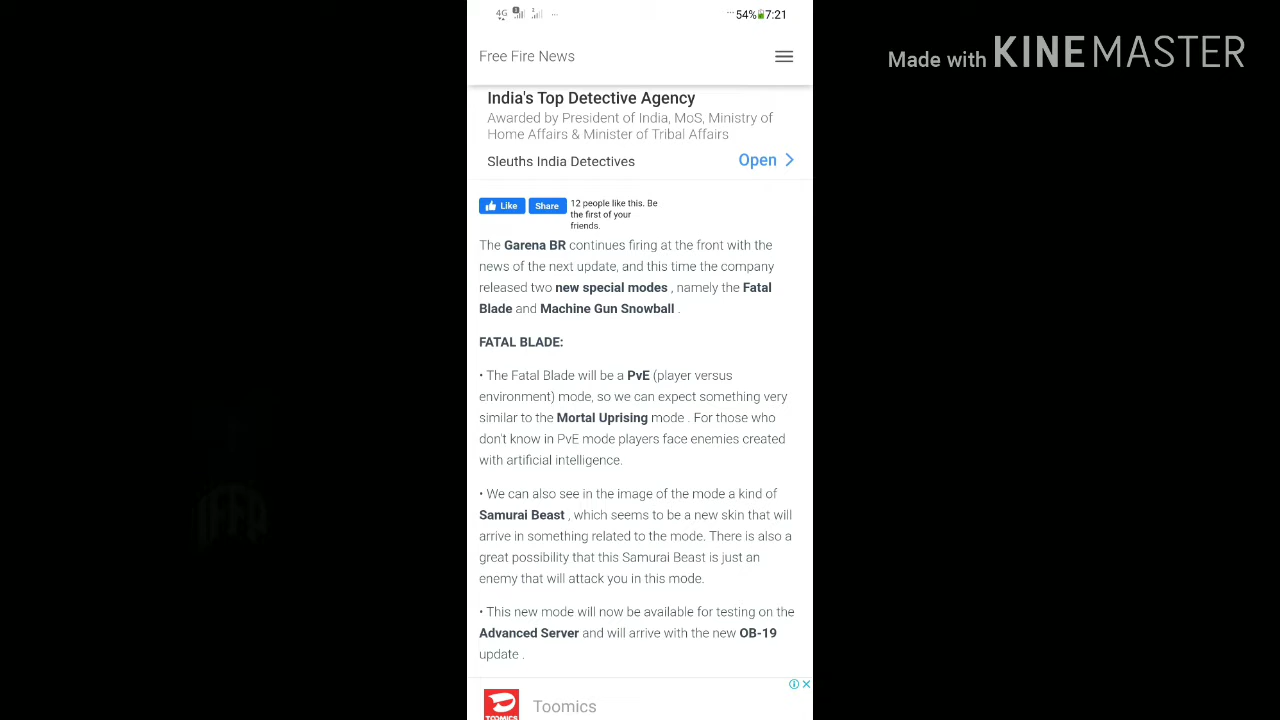 4G
54% 7:21
Made with KINEMASTER
Free Fire News
India's Top Detective Agency
Awarded by President of India, MoS, Ministry of
Home Affairs & Minister of Tribal Affairs
Sleuths India Detectives Open
Like Share 12 people like this. Be
the first of your
friends.
The Garena BR continues firing at the front with the
news of the next update, and this time the company
released two new special modes , namely the Fatal
Blade and Machine Gun Snowball .
FATAL BLADE:
• The Fatal Blade will be a PvE (player versus
environment) mode, so we can expect something very
similar to the Mortal Uprising mode . For those who
don't know in PvE mode players face enemies created
with artificial intelligence.
• We can also see in the image of the mode a kind of
Samurai Beast , which seems to be a new skin that will
arrive in something related to the mode. There is also a
great possibility that this Samurai Beast is just an
enemy that will attack you in this mode.
• This new mode will now be available for testing on the
Advanced Server and will arrive with the new OB-19
update .
TOOMICS Toomics